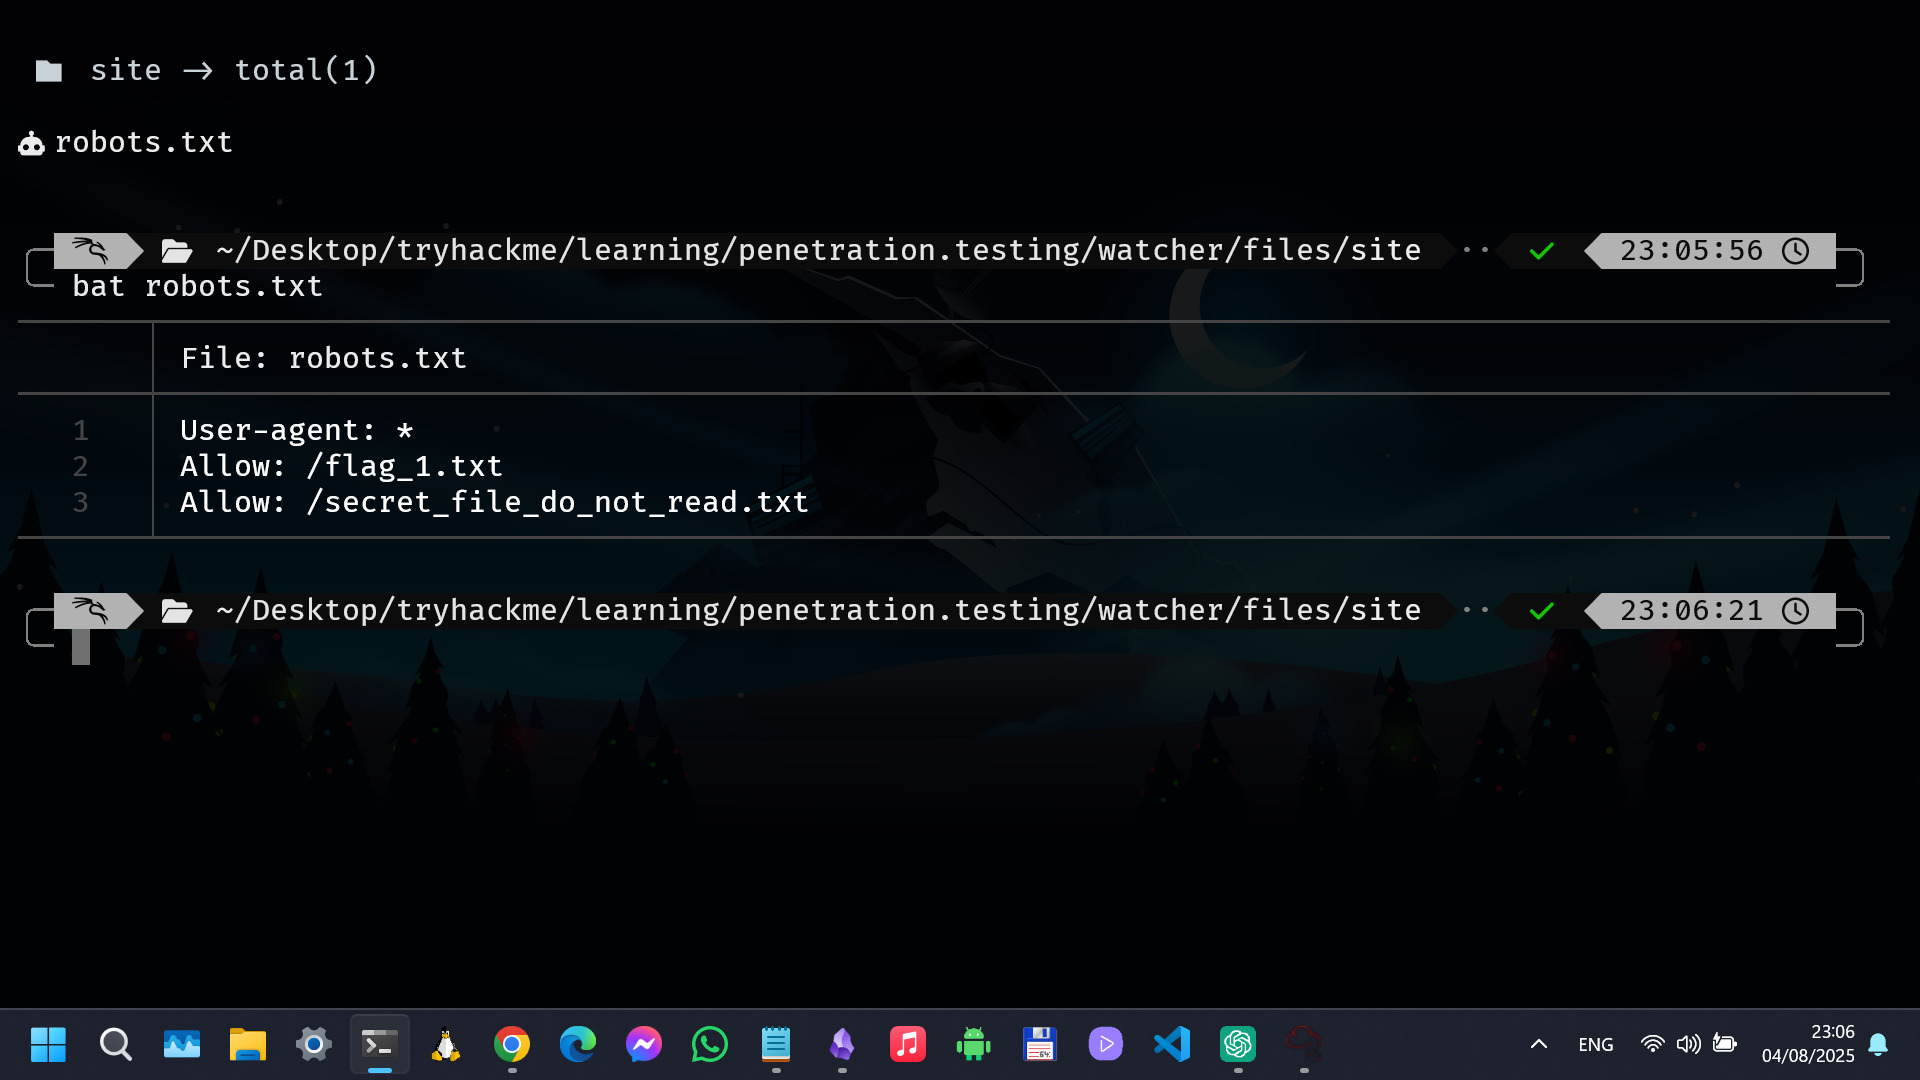 site → total(1)
robots.txt
~/Desktop/tryhackme/learning/penetration.testing/watcher/files/site ·· ✓ 23:05:56
bat robots.txt
File: robots.txt
1 User-agent: *
2 Allow: /flag_1.txt
3 Allow: /secret_file_do_not_read.txt
~/Desktop/tryhackme/learning/penetration.testing/watcher/files/site ·· ✓ 23:06:21
ENG
23:06
04/08/2025